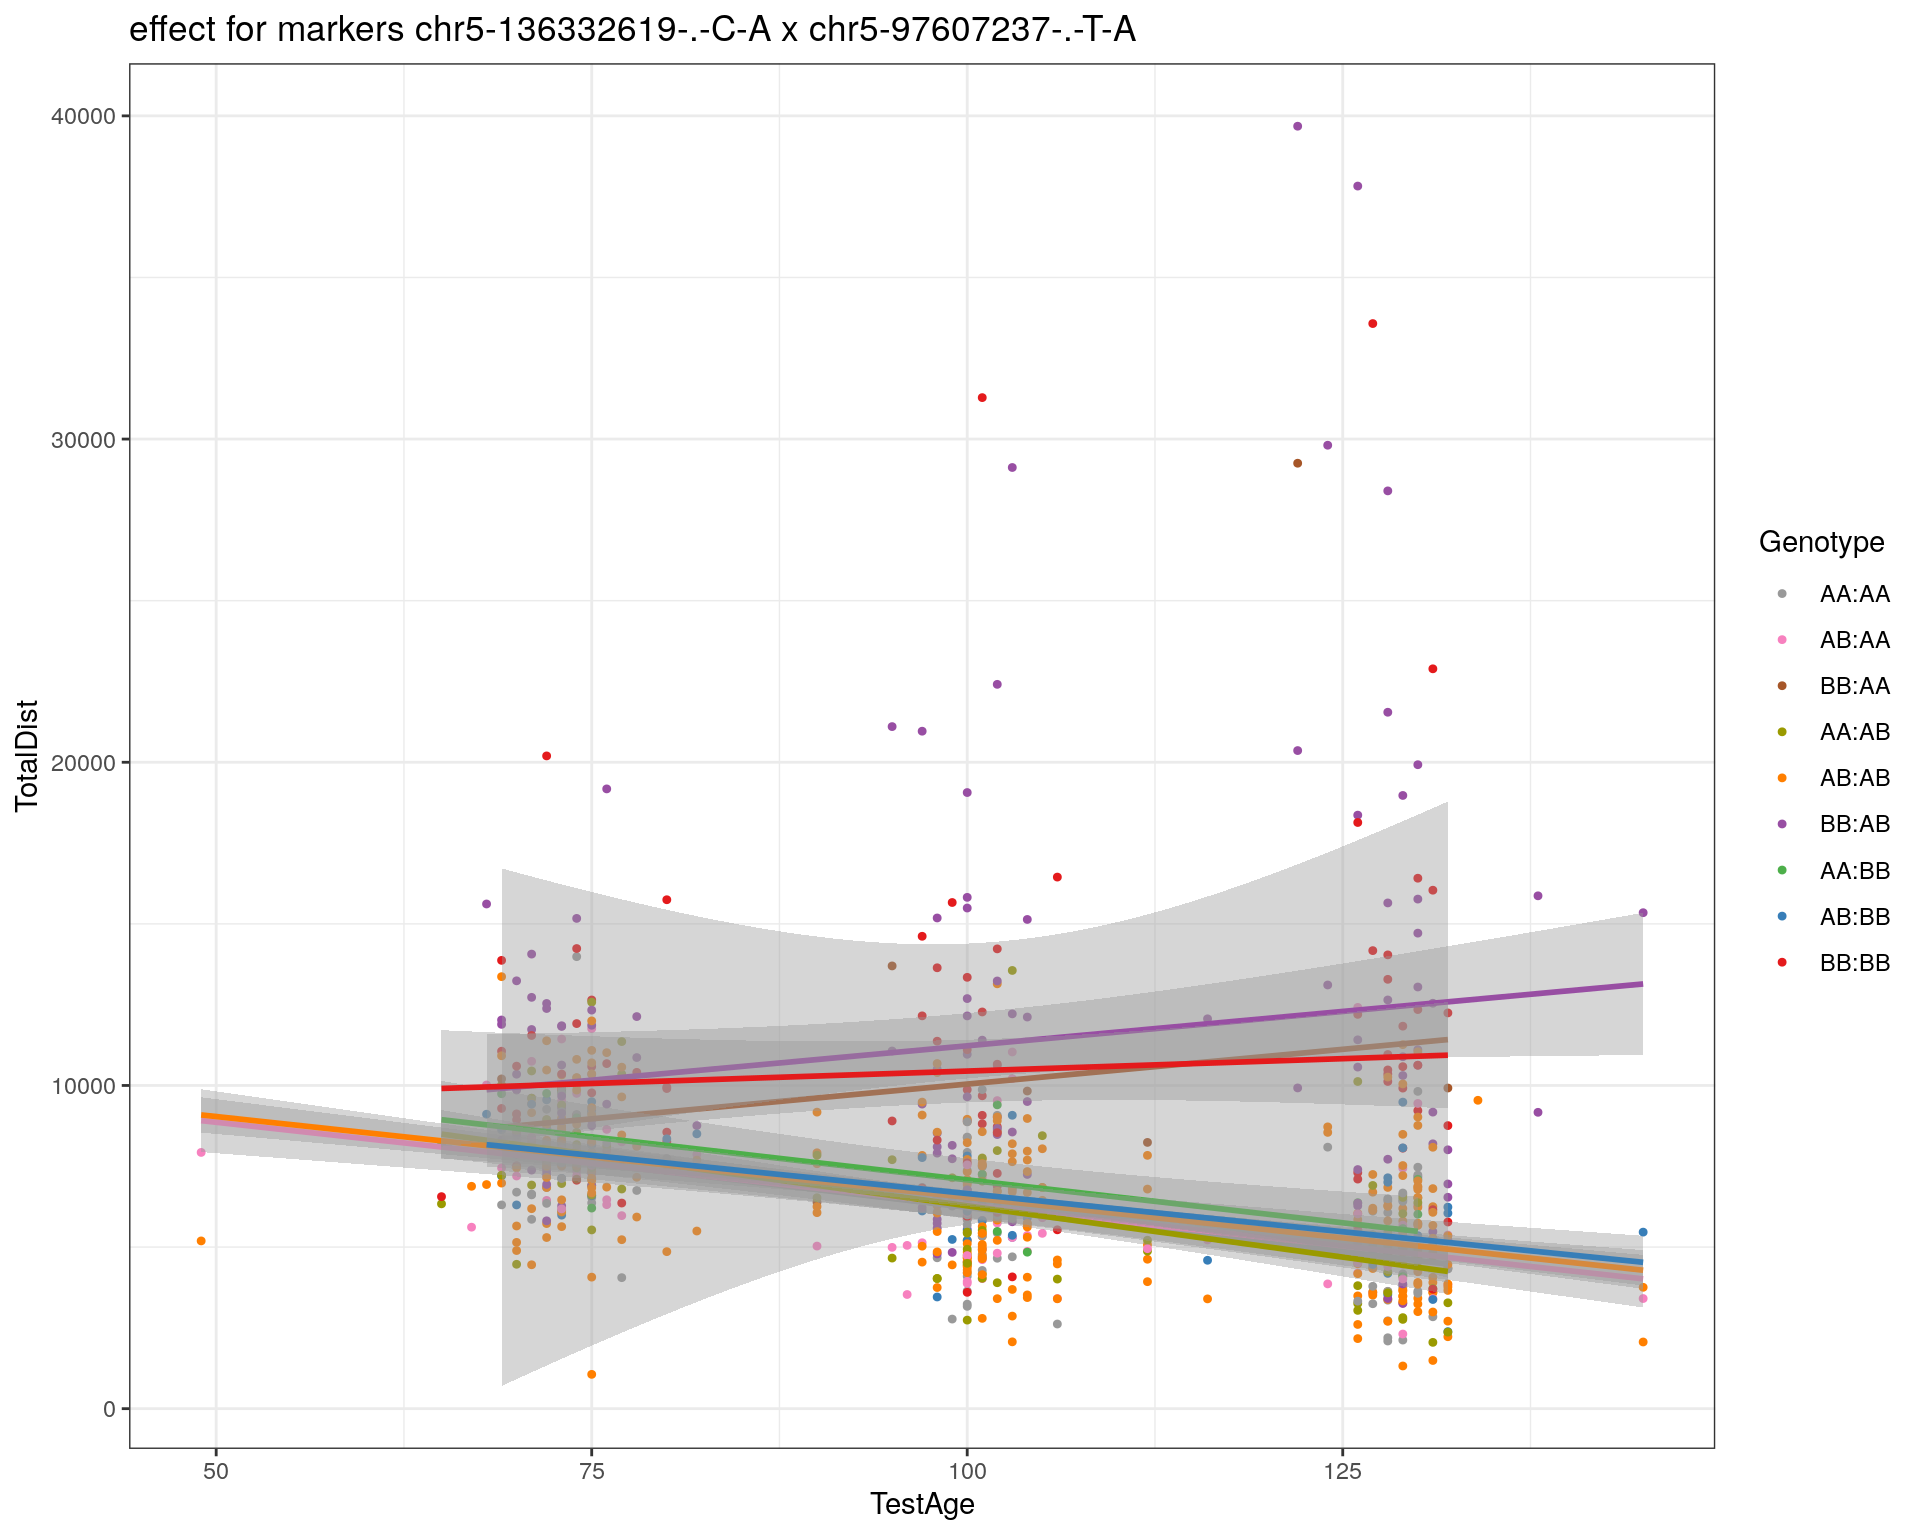 effect for markers chr5-136332619-.-C-A x chr5-97607237-.-T-A
40000
30000
20000
10000
0
TotalDist
50
75
100
125
TestAge
Genotype
AA:AA
AB:AA
BB:AA
AA:AB
AB:AB
BB:AB
AA:BB
AB:BB
BB:BB